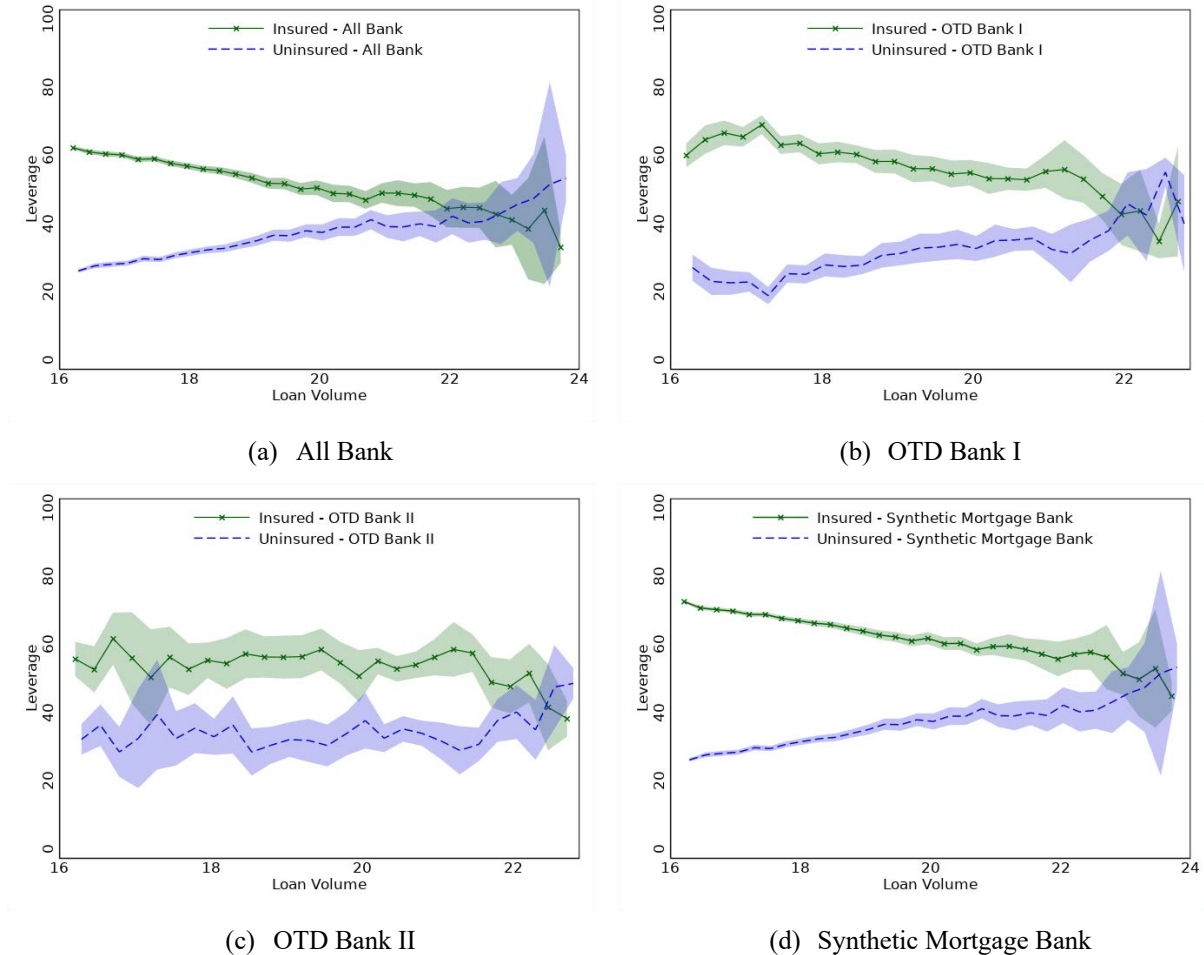 Insured - All Bank
Uninsured - All Bank
100
80
60
40
20
0
Leverage
16 18 20 22 24
Loan Volume
(a) All Bank
Insured - OTD Bank I
Uninsured - OTD Bank I
100
80
60
40
20
0
Leverage
16 18 20 22
Loan Volume
(b) OTD Bank I
Insured - OTD Bank II
Uninsured - OTD Bank II
100
80
60
40
20
0
Leverage
16 18 20 22
Loan Volume
(c) OTD Bank II
Insured - Synthetic Mortgage Bank
Uninsured - Synthetic Mortgage Bank
100
80
60
40
20
0
Leverage
16 18 20 22 24
Loan Volume
(d) Synthetic Mortgage Bank